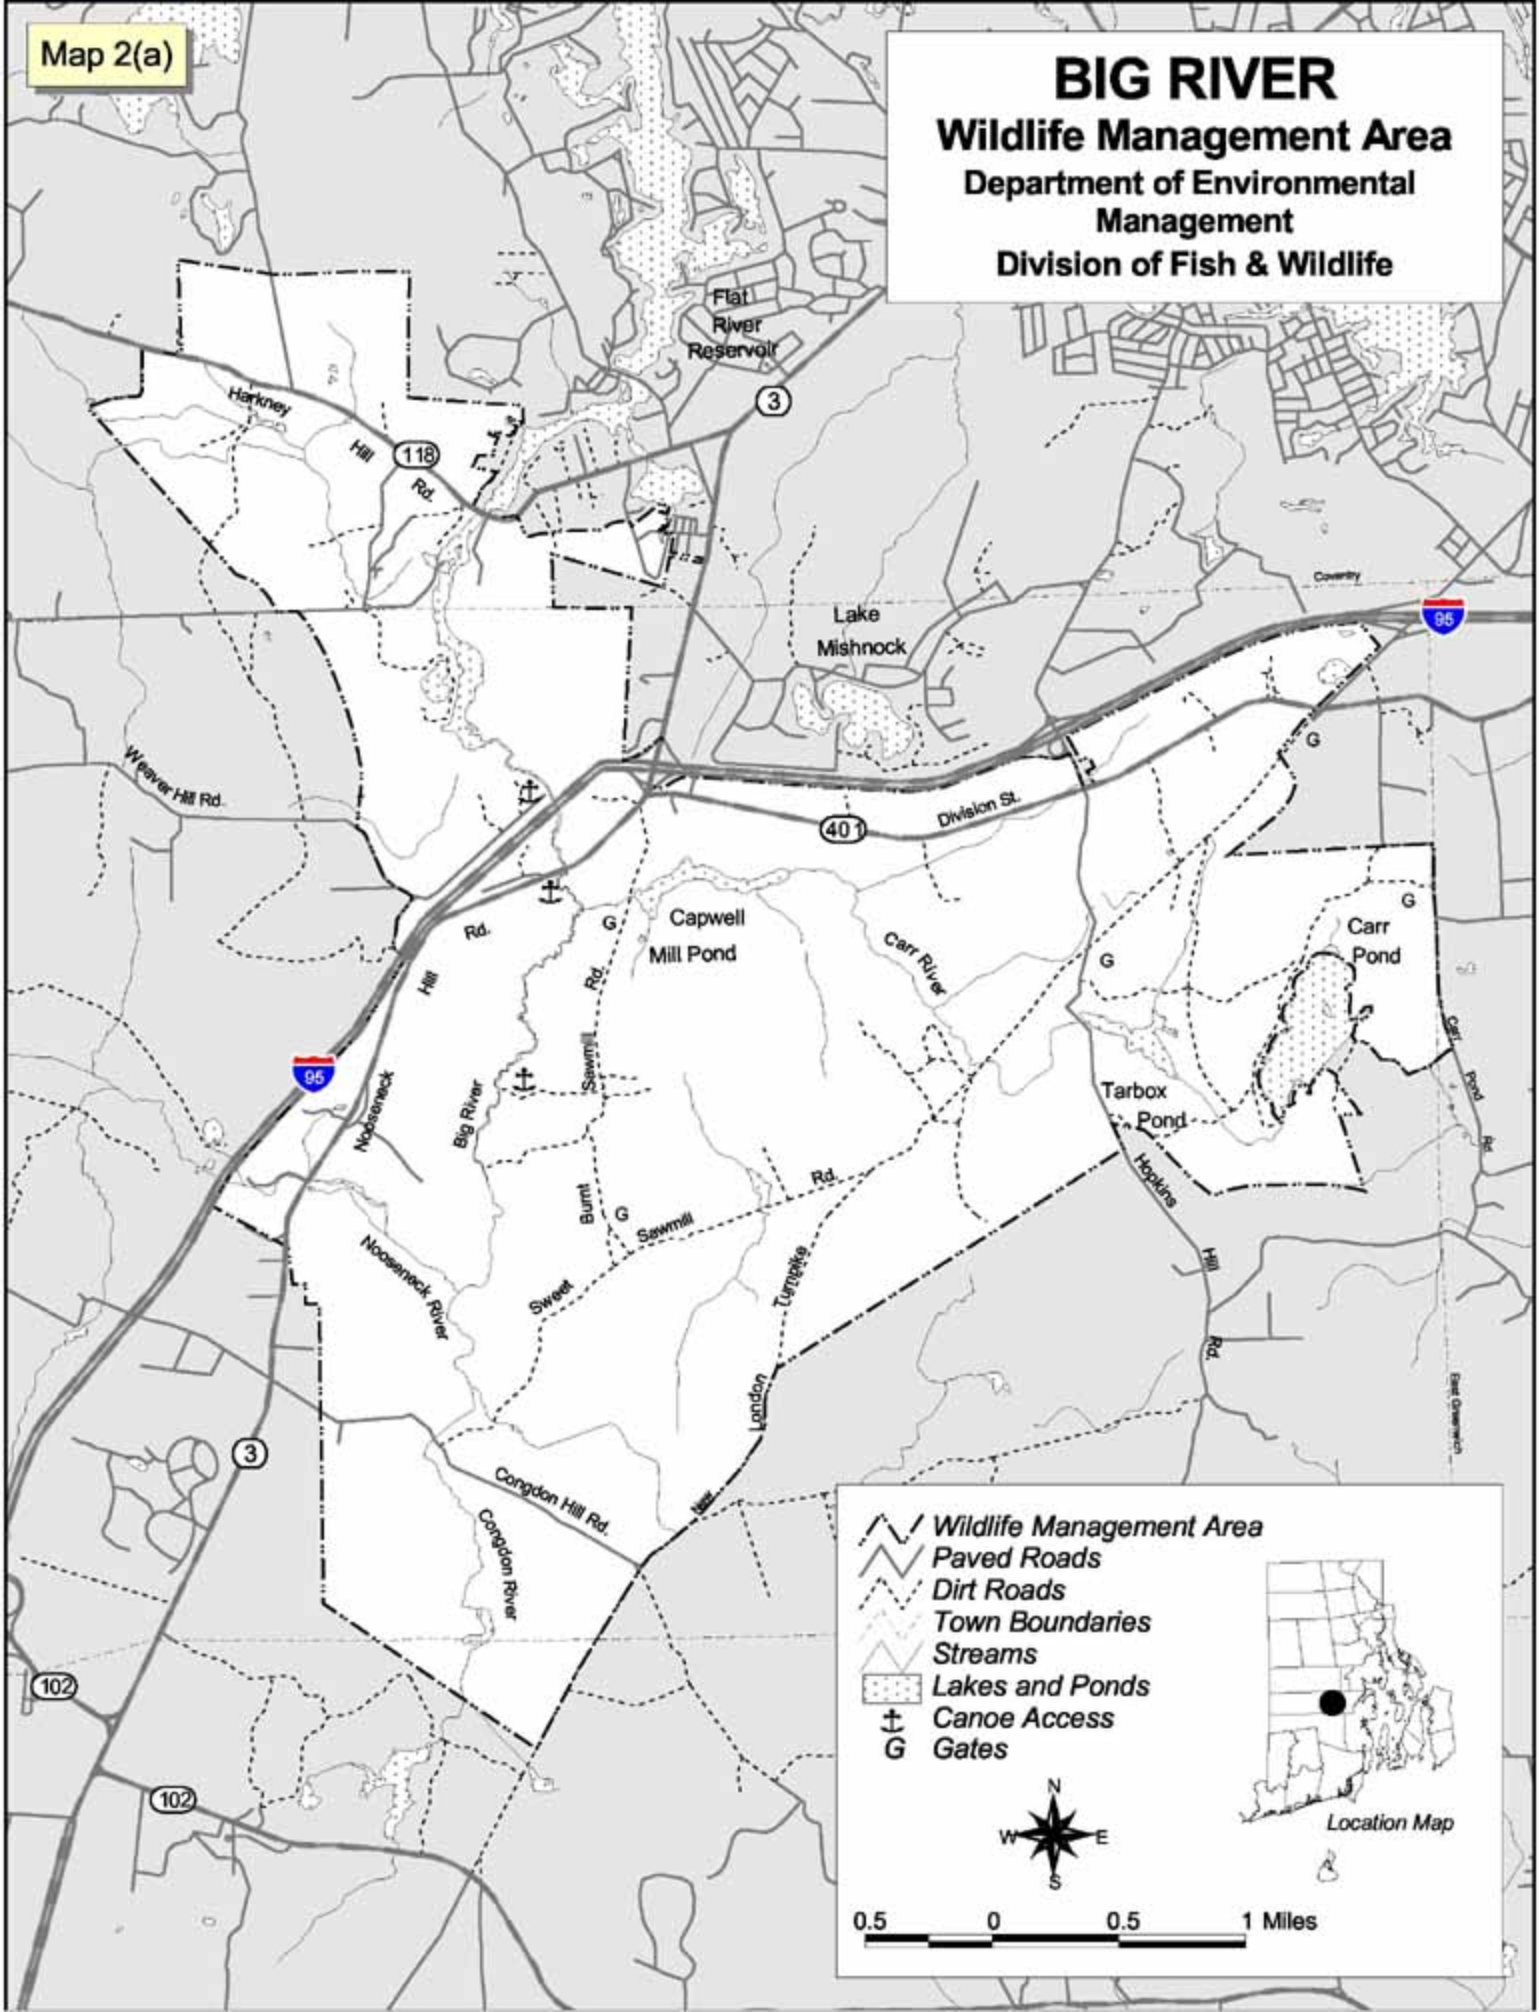 Map 2(a)
BIG RIVER
Wildlife Management Area
Department of Environmental
Management
Division of Fish & Wildlife
Flat
River
Reservoir
3
Harkney
Hill
118
Rd.
Coventry
95
Lake
Mishnock
Weaver Hill Rd.
G
Division St.
401
G
Carr
Pond
Capwell
Mill Pond
G
Rd.
Hill
Carr River
G
Rd.
Sawmill
95
Nooseneck
Big River
Carr
Pond
Rd.
Tarbox
Pond
Hopkins
Hill
Rd.
Burnt
G
Sawmill
Rd.
Sweet
Turnpike
Nooseneck River
London
New
East Greenwich
3
Congdon Hill Rd.
Congdon River
102
102
Wildlife Management Area
Paved Roads
Dirt Roads
Town Boundaries
Streams
Lakes and Ponds
Canoe Access
G Gates
N
W E
S
Location Map
0.5 0 0.5 1 Miles